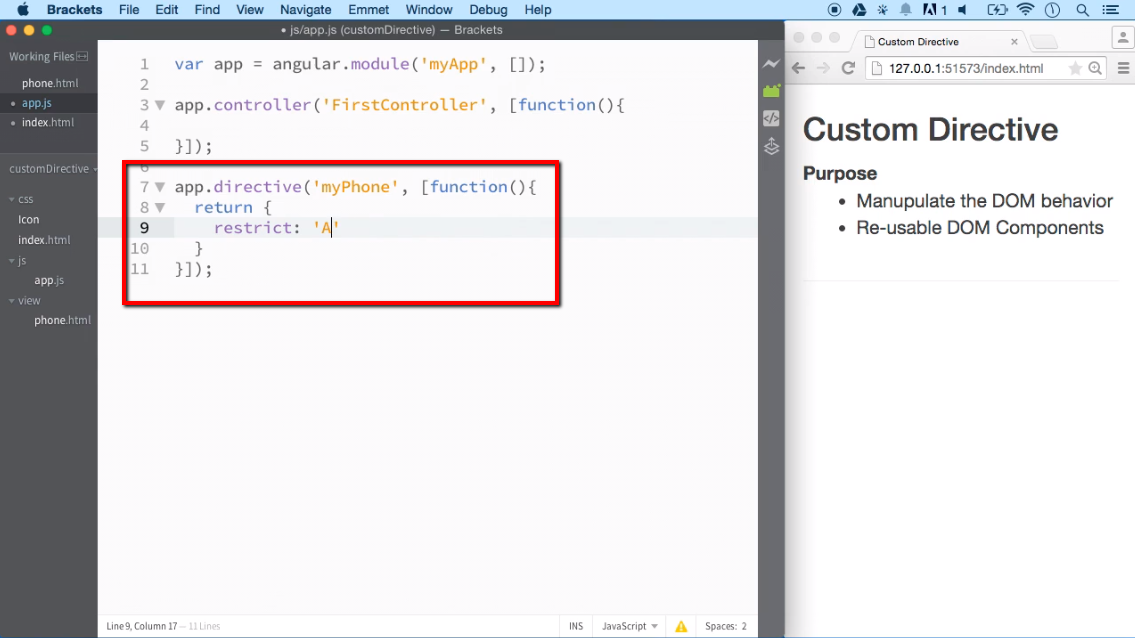 Brackets File Edit Find View Navigate Emmet Window Debug Help 1
• js/app.js (customDirective) — Brackets
Working Files
phone.html
• app.js
index.html
customDirective
css
Icon
index.html
js
app.js
view
phone.html
1 var app = angular.module('myApp', []);
2
3 app.controller('FirstController', [function(){
4
5 }]);
6
7 app.directive('myPhone', [function(){
8 return {
9 restrict: 'A'
10 }
11 }]);
Line 9, Column 17 — 11 Lines
INS JavaScript Spaces: 2
Custom Directive
127.0.0.1:51573/index.html
Custom Directive
Purpose
• Manupulate the DOM behavior
• Re-usable DOM Components